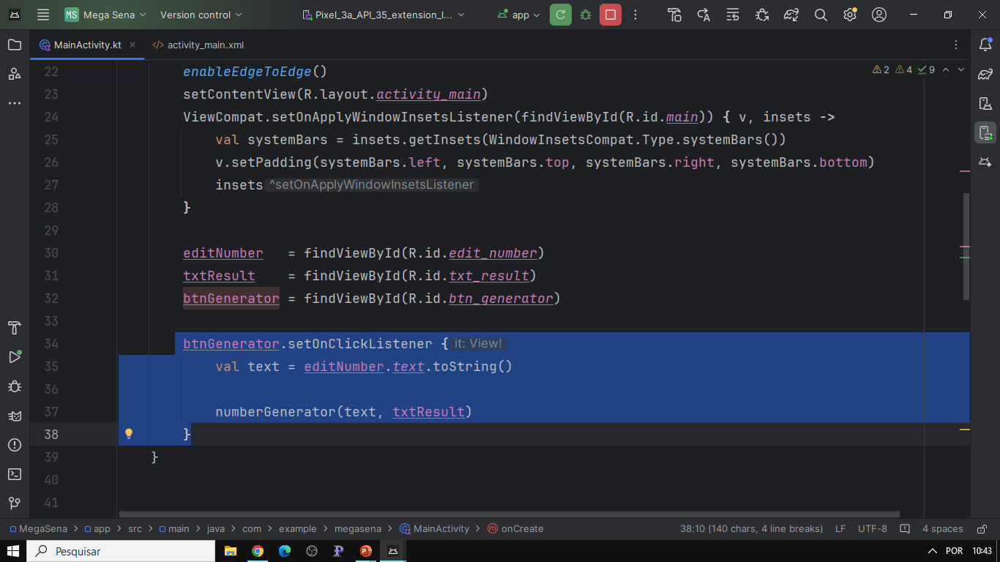 MS Mega Sena Version control Pixel_3a_API_35_extension_l... app
MainActivity.kt activity_main.xml
22 enableEdgeToEdge() 2 4 9
23 setContentView(R.layout.activity_main)
24 ViewCompat.setOnApplyWindowInsetsListener(findViewById(R.id.main)) { v, insets ->
25 val systemBars = insets.getInsets(WindowInsetsCompat.Type.systemBars())
26 v.setPadding(systemBars.left, systemBars.top, systemBars.right, systemBars.bottom)
27 insets ^setOnApplyWindowInsetsListener
28 }
29
30 editNumber = findViewById(R.id.edit_number)
31 txtResult = findViewById(R.id.txt_result)
32 btnGenerator = findViewById(R.id.btn_generator)
33
34 btnGenerator.setOnClickListener { it: View!
35 val text = editNumber.text.toString()
36
37 numberGenerator(text, txtResult)
38 }
39 }
40
41
MegaSena > app > src > main > java > com > example > megasena > MainActivity > onCreate 38:10 (140 chars, 4 line breaks) LF UTF-8 4 spaces
Pesquisar POR 10:43